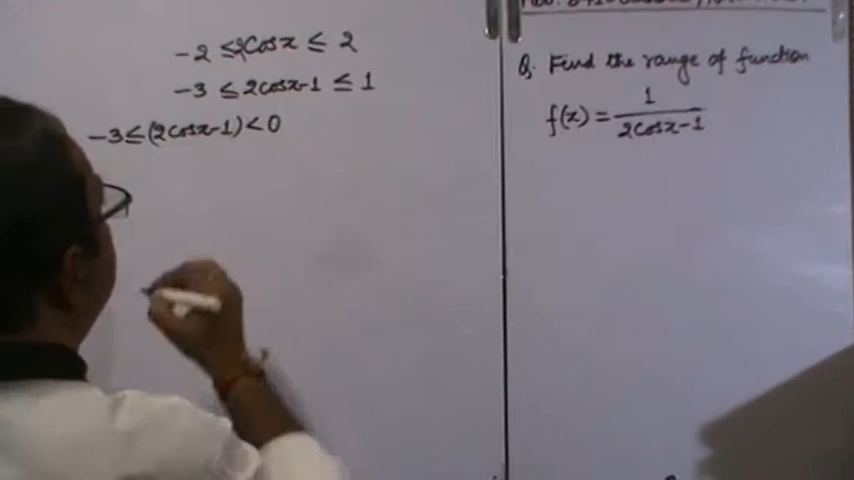 -2 ≤ 2cosx ≤ 2
-3 ≤ 2cosx-1 ≤ 1
-3 ≤ (2cosx-1) < 0
Q. Find the range of function
f(x) = 1/(2cosx-1)